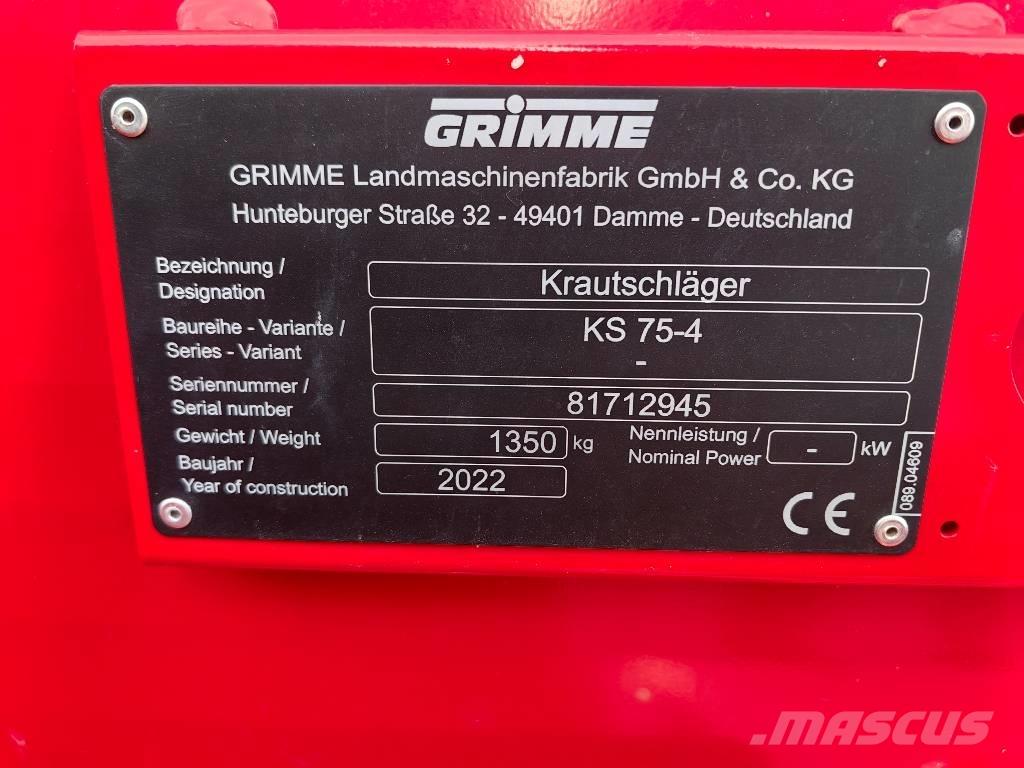 GRIMME
GRIMME Landmaschinenfabrik GmbH & Co. KG
Hunteburger Straße 32 - 49401 Damme - Deutschland
Bezeichnung /
Designation
Krautschläger
Baureihe - Variante /
Series - Variant
KS 75-4
-
Seriennummer /
Serial number
81712945
Gewicht / Weight
1350 kg
Nennleistung /
Nominal Power
- kW
Baujahr /
Year of construction
2022
CE
089.04609
MASCUS